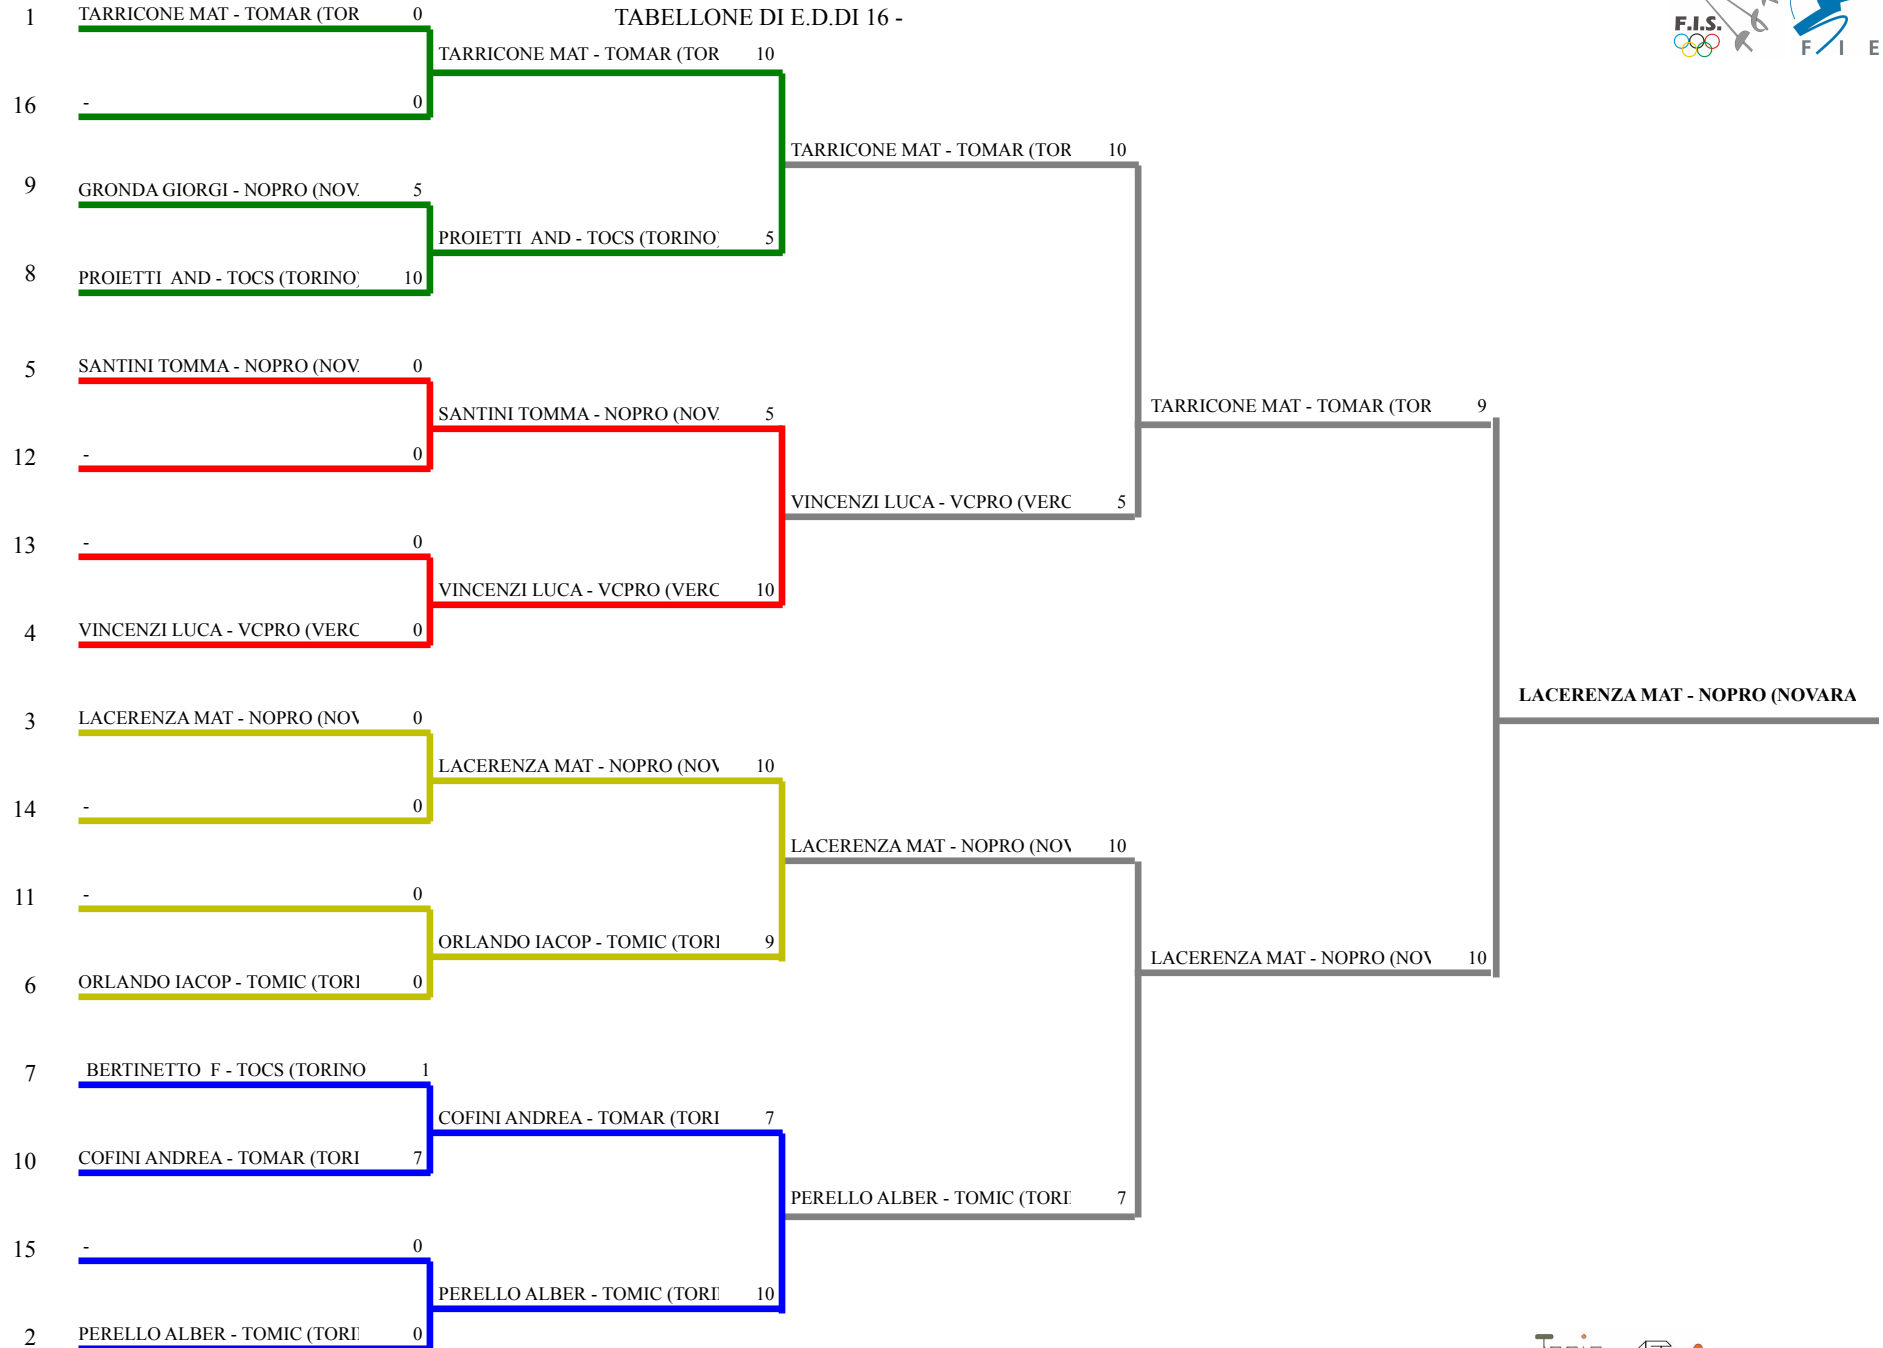 TABELLONE DI E.D.DI 16 -
F.I.S.
F I E
1 TARRICONE MAT - TOMAR (TOR 0
TARRICONE MAT - TOMAR (TOR 10
16 - 0
TARRICONE MAT - TOMAR (TOR 10
9 GRONDA GIORGI - NOPRO (NOV. 5
PROIETTI AND - TOCS (TORINO) 5
8 PROIETTI AND - TOCS (TORINO) 10
5 SANTINI TOMMA - NOPRO (NOV. 0
TARRICONE MAT - TOMAR (TOR 9
SANTINI TOMMA - NOPRO (NOV. 5
12 - 0
VINCENZI LUCA - VCPRO (VERC 5
13 - 0
VINCENZI LUCA - VCPRO (VERC 10
4 VINCENZI LUCA - VCPRO (VERC 0
LACERENZA MAT - NOPRO (NOVARA
3 LACERENZA MAT - NOPRO (NOV 0
LACERENZA MAT - NOPRO (NOV 10
14 - 0
LACERENZA MAT - NOPRO (NOV 10
11 - 0
ORLANDO IACOP - TOMIC (TORI 9
LACERENZA MAT - NOPRO (NOV 10
6 ORLANDO IACOP - TOMIC (TORI 0
7 BERTINETTO F - TOCS (TORINO) 1
COFINI ANDREA - TOMAR (TORI 7
10 COFINI ANDREA - TOMAR (TORI 7
PERELLO ALBER - TOMIC (TORI 7
15 - 0
PERELLO ALBER - TOMIC (TORI 10
2 PERELLO ALBER - TOMIC (TORI 0